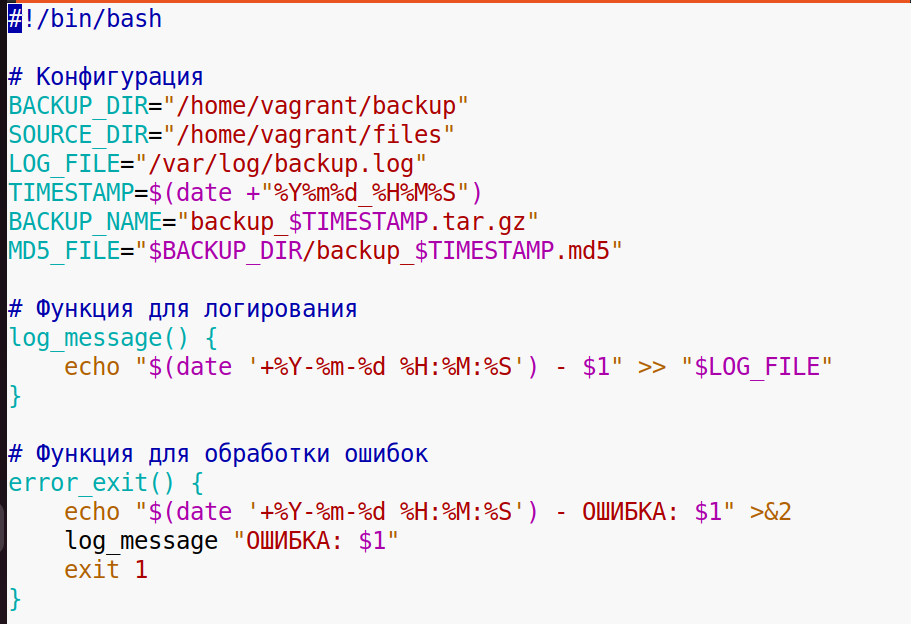 #!/bin/bash

# Конфигурация
BACKUP_DIR="/home/vagrant/backup"
SOURCE_DIR="/home/vagrant/files"
LOG_FILE="/var/log/backup.log"
TIMESTAMP=$(date +"%Y%m%d_%H%M%S")
BACKUP_NAME="backup_$TIMESTAMP.tar.gz"
MD5_FILE="$BACKUP_DIR/backup_$TIMESTAMP.md5"

# Функция для логирования
log_message() {
    echo "$(date '+%Y-%m-%d %H:%M:%S') - $1" >> "$LOG_FILE"
}

# Функция для обработки ошибок
error_exit() {
    echo "$(date '+%Y-%m-%d %H:%M:%S') - ОШИБКА: $1" >&2
    log_message "ОШИБКА: $1"
    exit 1
}